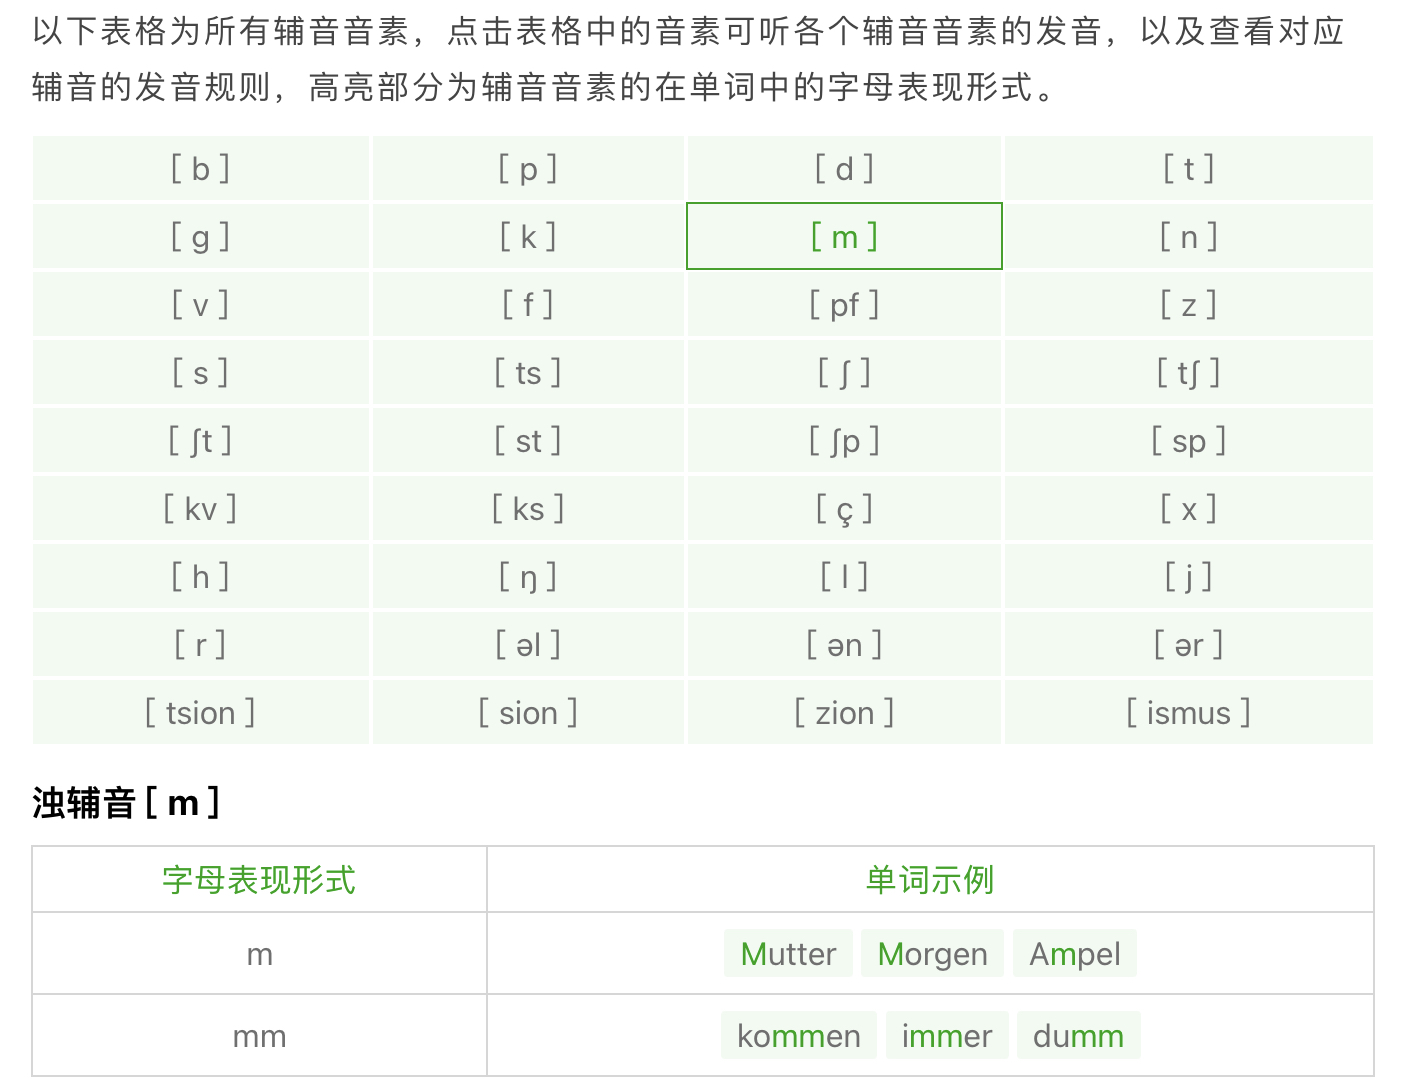 以下表格为所有辅音音素，点击表格中的音素可听各个辅音音素的发音，以及查看对应
辅音的发音规则，高亮部分为辅音音素的在单词中的字母表现形式。
[ b ] [ p ] [ d ] [ t ]
[ g ] [ k ] [ m ] [ n ]
[ v ] [ f ] [ pf ] [ z ]
[ s ] [ ts ] [ ʃ ] [ tʃ ]
[ ʃt ] [ st ] [ ʃp ] [ sp ]
[ kv ] [ ks ] [ ç ] [ x ]
[ h ] [ ŋ ] [ l ] [ j ]
[ r ] [ əl ] [ ən ] [ ər ]
[ tsion ] [ sion ] [ zion ] [ ismus ]
浊辅音 [ m ]
字母表现形式 单词示例
m Mutter Morgen Ampel
mm kommen immer dumm